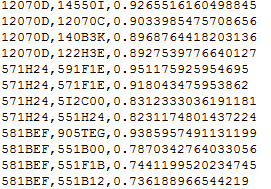 12070D,14550I,0.9265516160498845
12070D,12070C,0.9033985475708656
12070D,140B3K,0.8968764418203136
12070D,122H3E,0.8927539776640127
571H24,591F1E,0.951175925954695
571H24,571F1E,0.918043475953862
571H24,5I2C00,0.8312333036191181
571H24,551H24,0.8231174801437224
581BEF,905TEG,0.9385957491131199
581BEF,551B00,0.7870342764033056
581BEF,551F1B,0.7441199520234745
581BEF,551B12,0.736188966544219